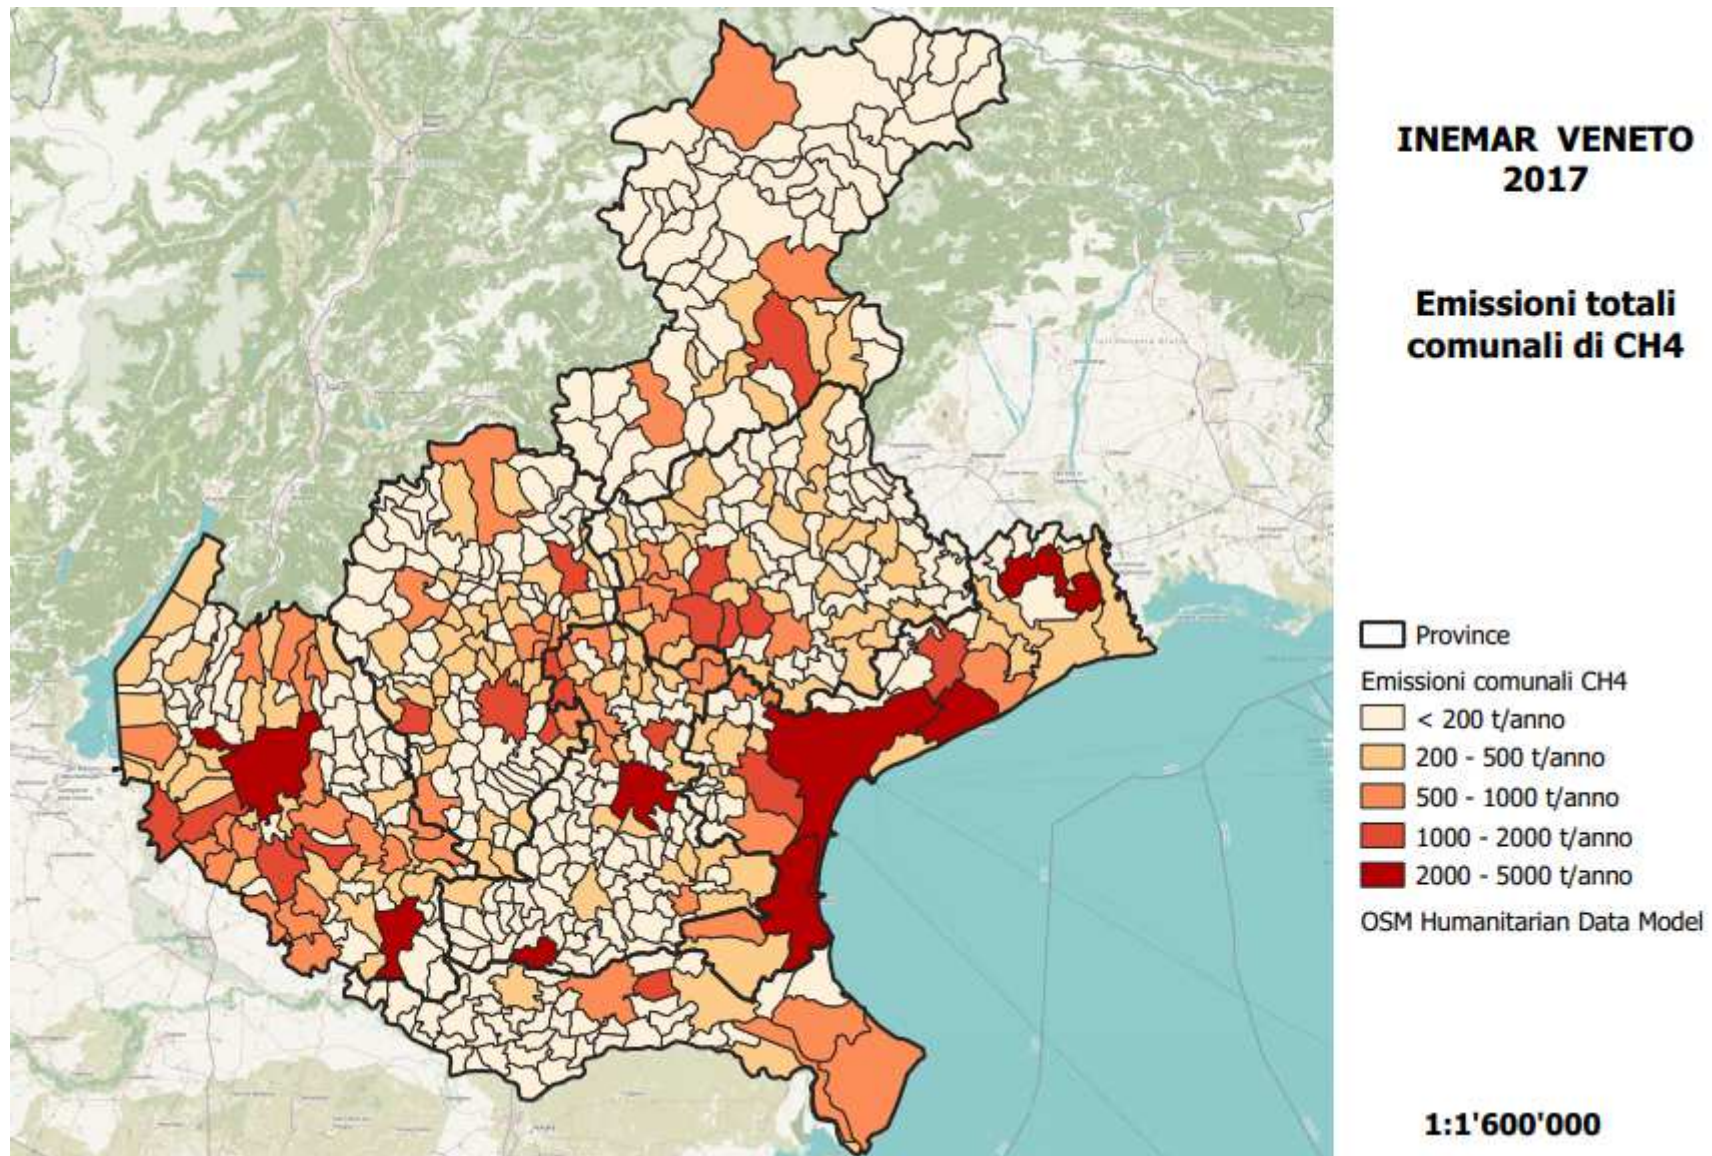 INEMAR VENETO
2017
Emissioni totali
comunali di CH4
Province
Emissioni comunali CH4
< 200 t/anno
200 - 500 t/anno
500 - 1000 t/anno
1000 - 2000 t/anno
2000 - 5000 t/anno
OSM Humanitarian Data Model
1:1'600'000